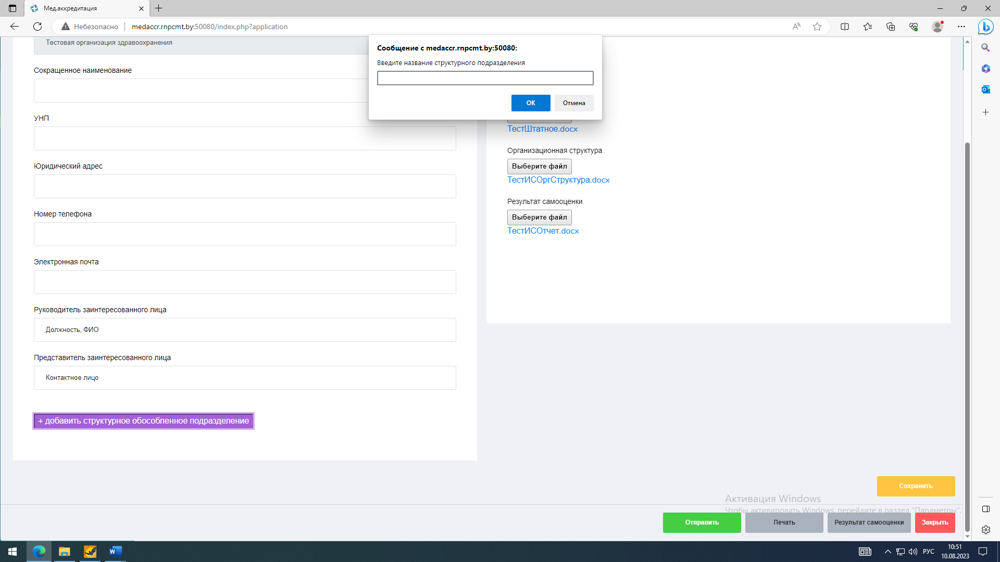 Мед.аккредитация
Небезопасно
medaccr.rnpcmt.by:50080/index.php?application
Тестовая организация здравоохранения
Сокращенное наименование
УНП
Юридический адрес
Номер телефона
Электронная почта
Руководитель заинтересованного лица
Должность, ФИО
Представитель заинтересованного лица
Контактное лицо
+ добавить структурное обособленное подразделение
Сообщение с medaccr.rnpcmt.by:50080:
Введите название структурного подразделения
ОК
Отмена
ТестШтатное.docx
Организационная структура
Выберите файл
ТестИСОргСтруктура.docx
Результат самооценки
Выберите файл
ТестИСОтчет.docx
Сохранить
Активация Windows
Чтобы активировать Windows, перейдите в раздел "Параметры".
Отправить
Печать
Результат самооценки
Закрыть
РУС
10:51
10.08.2023